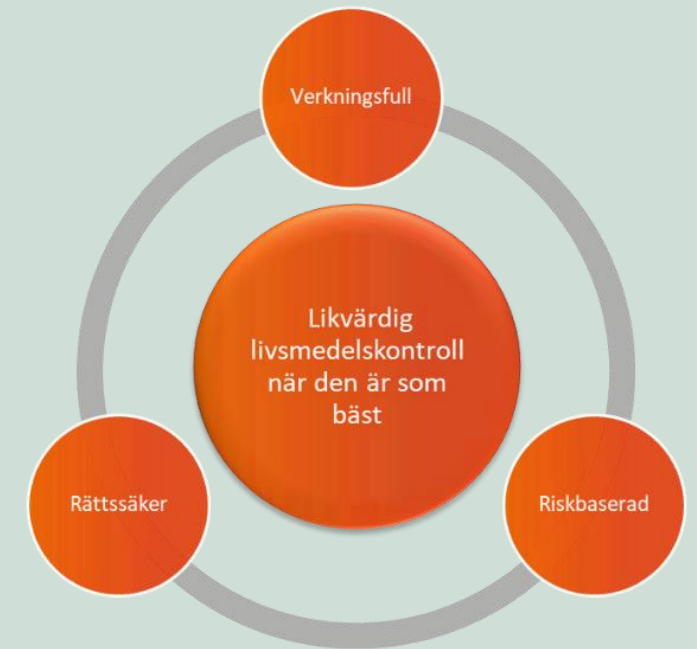 Verkningsfull
Likvärdig
livsmedelskontroll
när den är som
bäst
Rättssäker
Riskbaserad